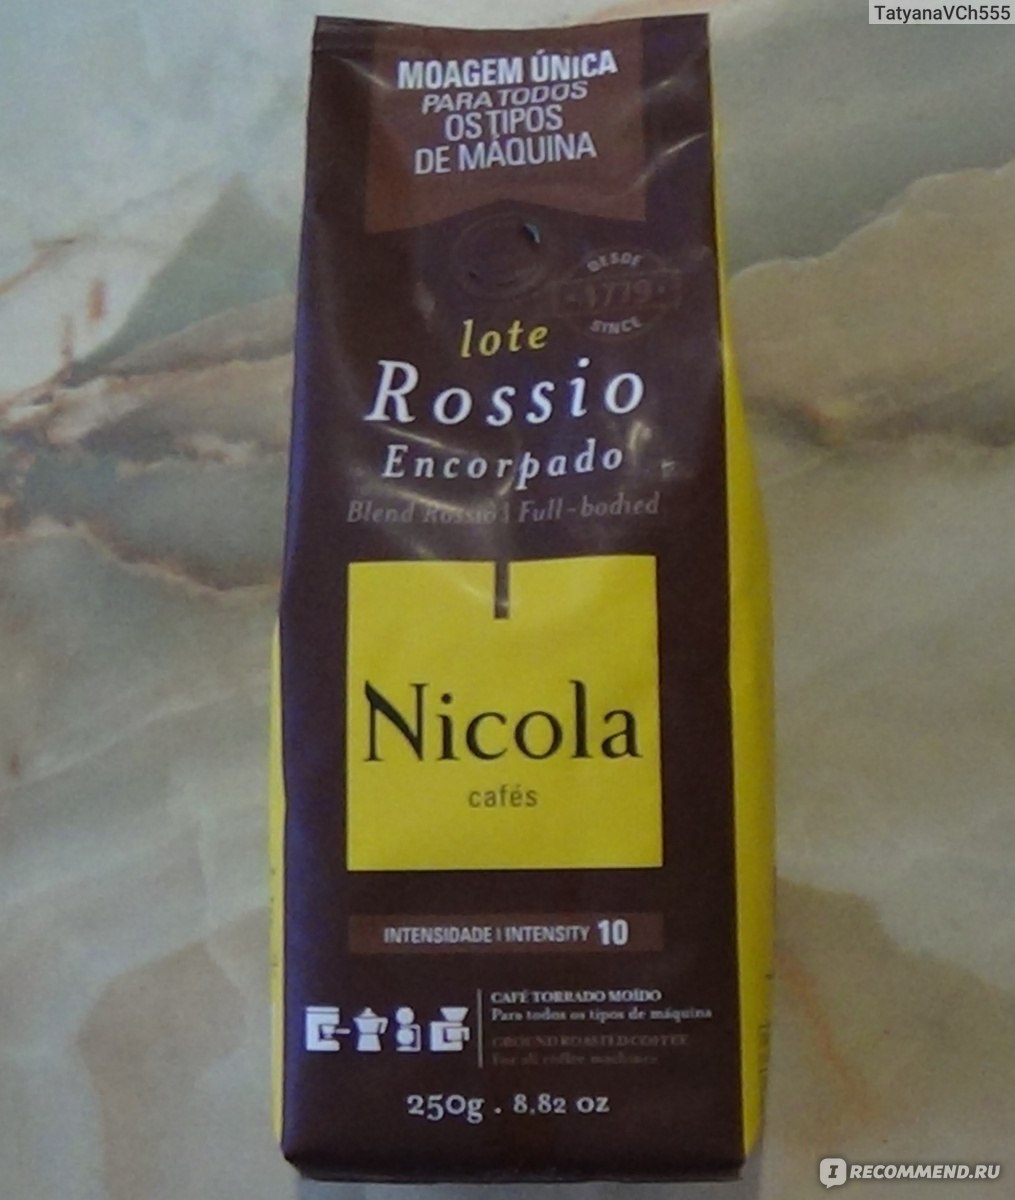 TatyanaVCh555
MOAGEM ÚNICA
PARA TODOS
OS TIPOS
DE MÁQUINA
DESDE
1779
SINCE
lote
Rossio
Encorpado
Blend Rossio | Full-bodied
Nicola
cafés
INTENSIDADE | INTENSITY 10
CAFÉ TORRADO MOÍDO
Para todos os tipos de máquina
GROUND ROASTED COFFEE
For all coffee machines
250g . 8.82 oz
IRECOMMEND.RU